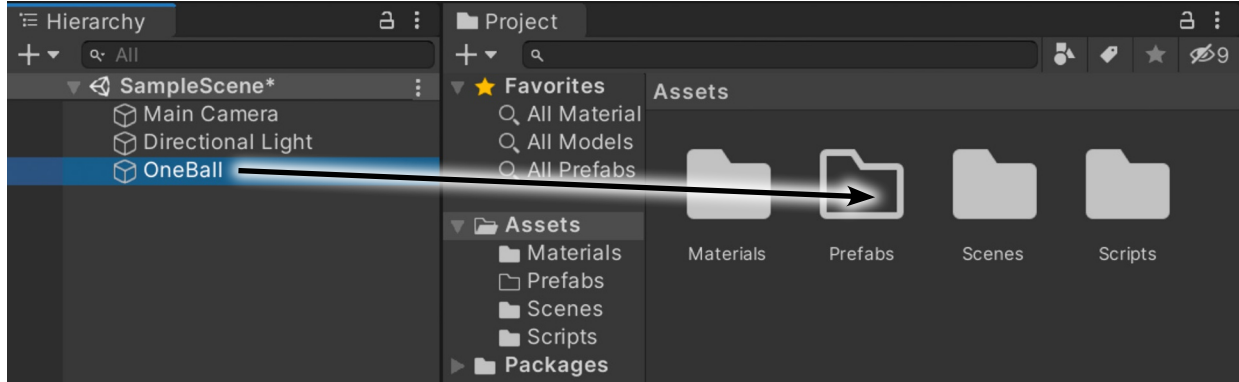 Hierarchy
All
SampleScene*
Main Camera
Directional Light
OneBall
Project
9
Favorites
All Material
All Models
All Prefabs
Assets
Materials
Prefabs
Scenes
Scripts
Packages
Assets
Materials
Prefabs
Scenes
Scripts